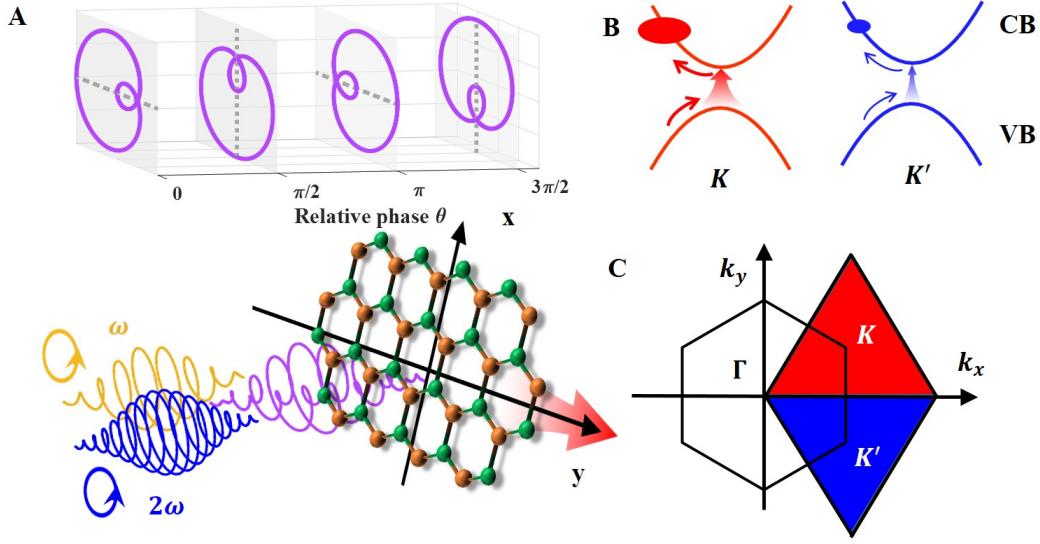 A
0
π/2
π
3π/2
Relative phase θ
x
ω
2ω
y
B
CB
VB
K
K′
C
k_y
Γ
K
k_x
K′